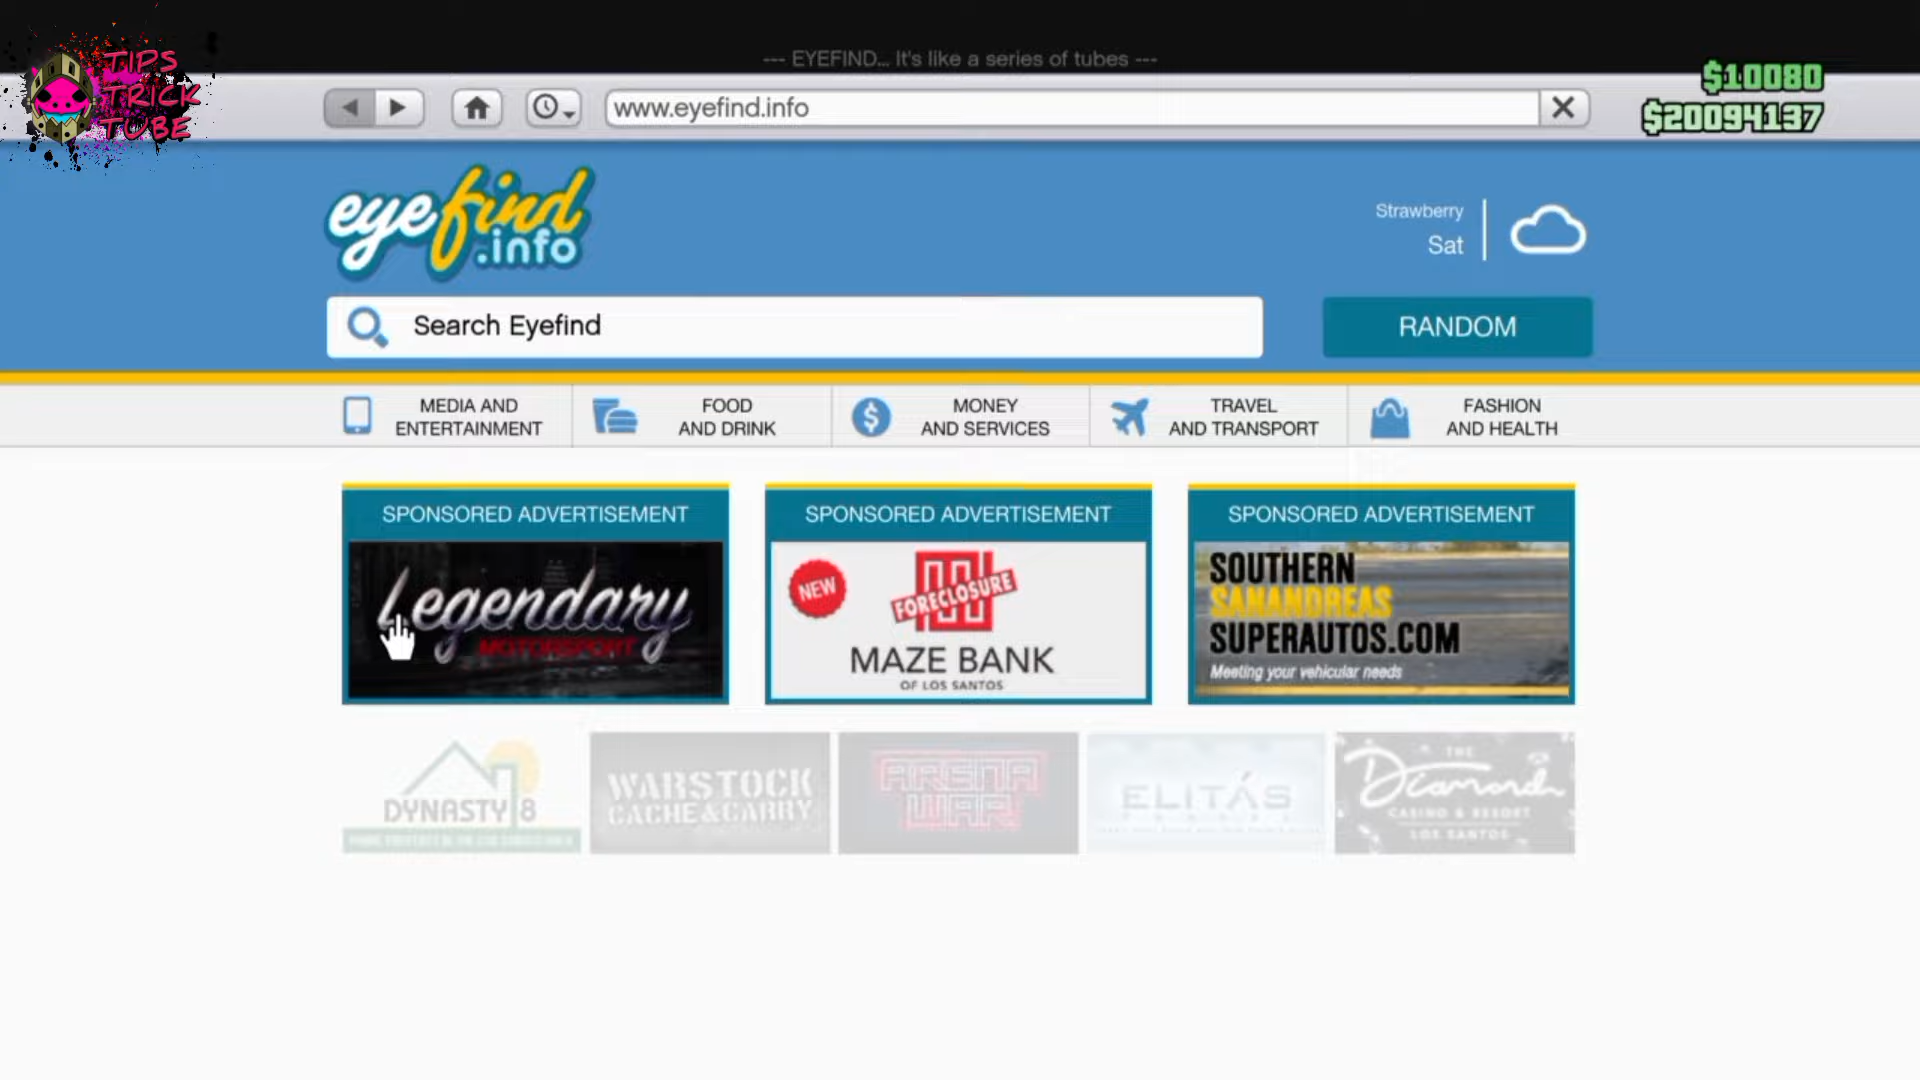 TIPS
TRICK
TUBE
--- EYEFIND... It's like a series of tubes ---
$10080
$20094137
www.eyefind.info
eyefind
.info
Strawberry
Sat
Search Eyefind
RANDOM
MEDIA AND
ENTERTAINMENT
FOOD
AND DRINK
MONEY
AND SERVICES
TRAVEL
AND TRANSPORT
FASHION
AND HEALTH
SPONSORED ADVERTISEMENT
Legendary
MOTORSPORT
SPONSORED ADVERTISEMENT
NEW
FORECLOSURE
MAZE BANK
OF LOS SANTOS
SPONSORED ADVERTISEMENT
SOUTHERN
SANANDREAS
SUPERAUTOS.COM
Meeting your vehicular needs
DYNASTY 8
WARSTOCK
CACHE & CARRY
ARENA
WAR
ELITÁS
THE
Diamond
CASINO & RESORT
LOS SANTOS